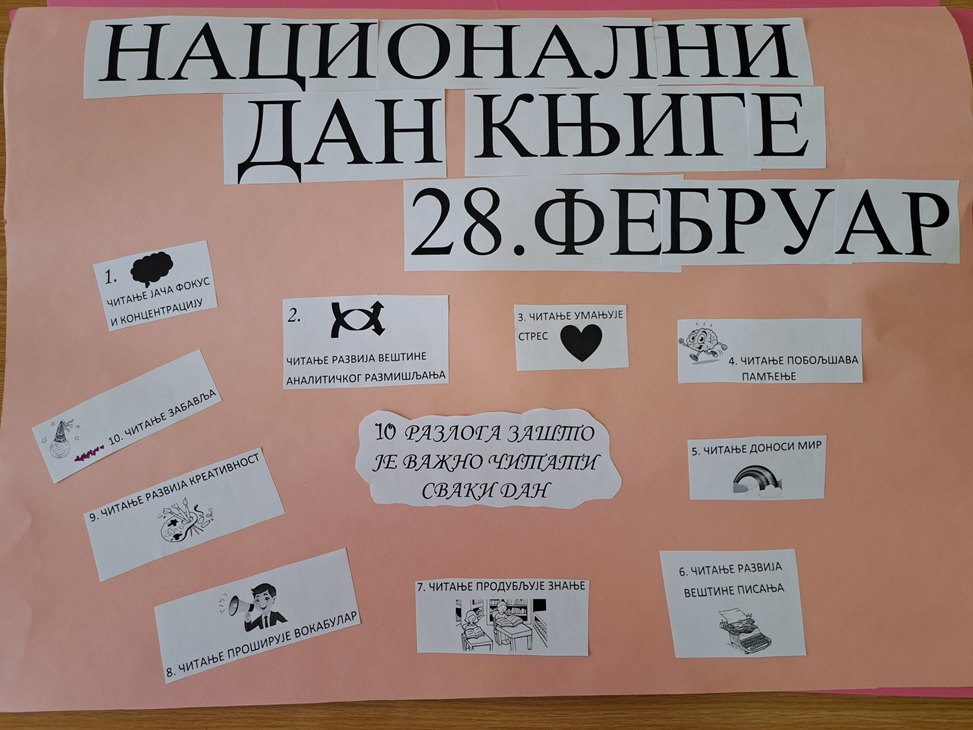 НАЦИОНАЛНИ
ДАН КЊИГЕ
28.ФЕБРУАР
1.
ЧИТАЊЕ ЈАЧА ФОКУС
И КОНЦЕНТРАЦИЈУ
2.
ЧИТАЊЕ РАЗВИЈА ВЕШТИНЕ
АНАЛИТИЧКОГ РАЗМИШЉАЊА
3. ЧИТАЊЕ УМАЊУЈЕ
СТРЕС
4. ЧИТАЊЕ ПОБОЉШАВА
ПАМЋЕЊЕ
10 РАЗЛОГА ЗАШТО
ЈЕ ВАЖНО ЧИТАТИ
СВАКИ ДАН
5. ЧИТАЊЕ ДОНОСИ МИР
6. ЧИТАЊЕ РАЗВИЈА
ВЕШТИНЕ ПИСАЊА
7. ЧИТАЊЕ ПРОДУБЉУЈЕ ЗНАЊЕ
8. ЧИТАЊЕ ПРОШИРУЈЕ ВОКАБУЛАР
9. ЧИТАЊЕ РАЗВИЈА КРЕАТИВНОСТ
10. ЧИТАЊЕ ЗАБАВЉА